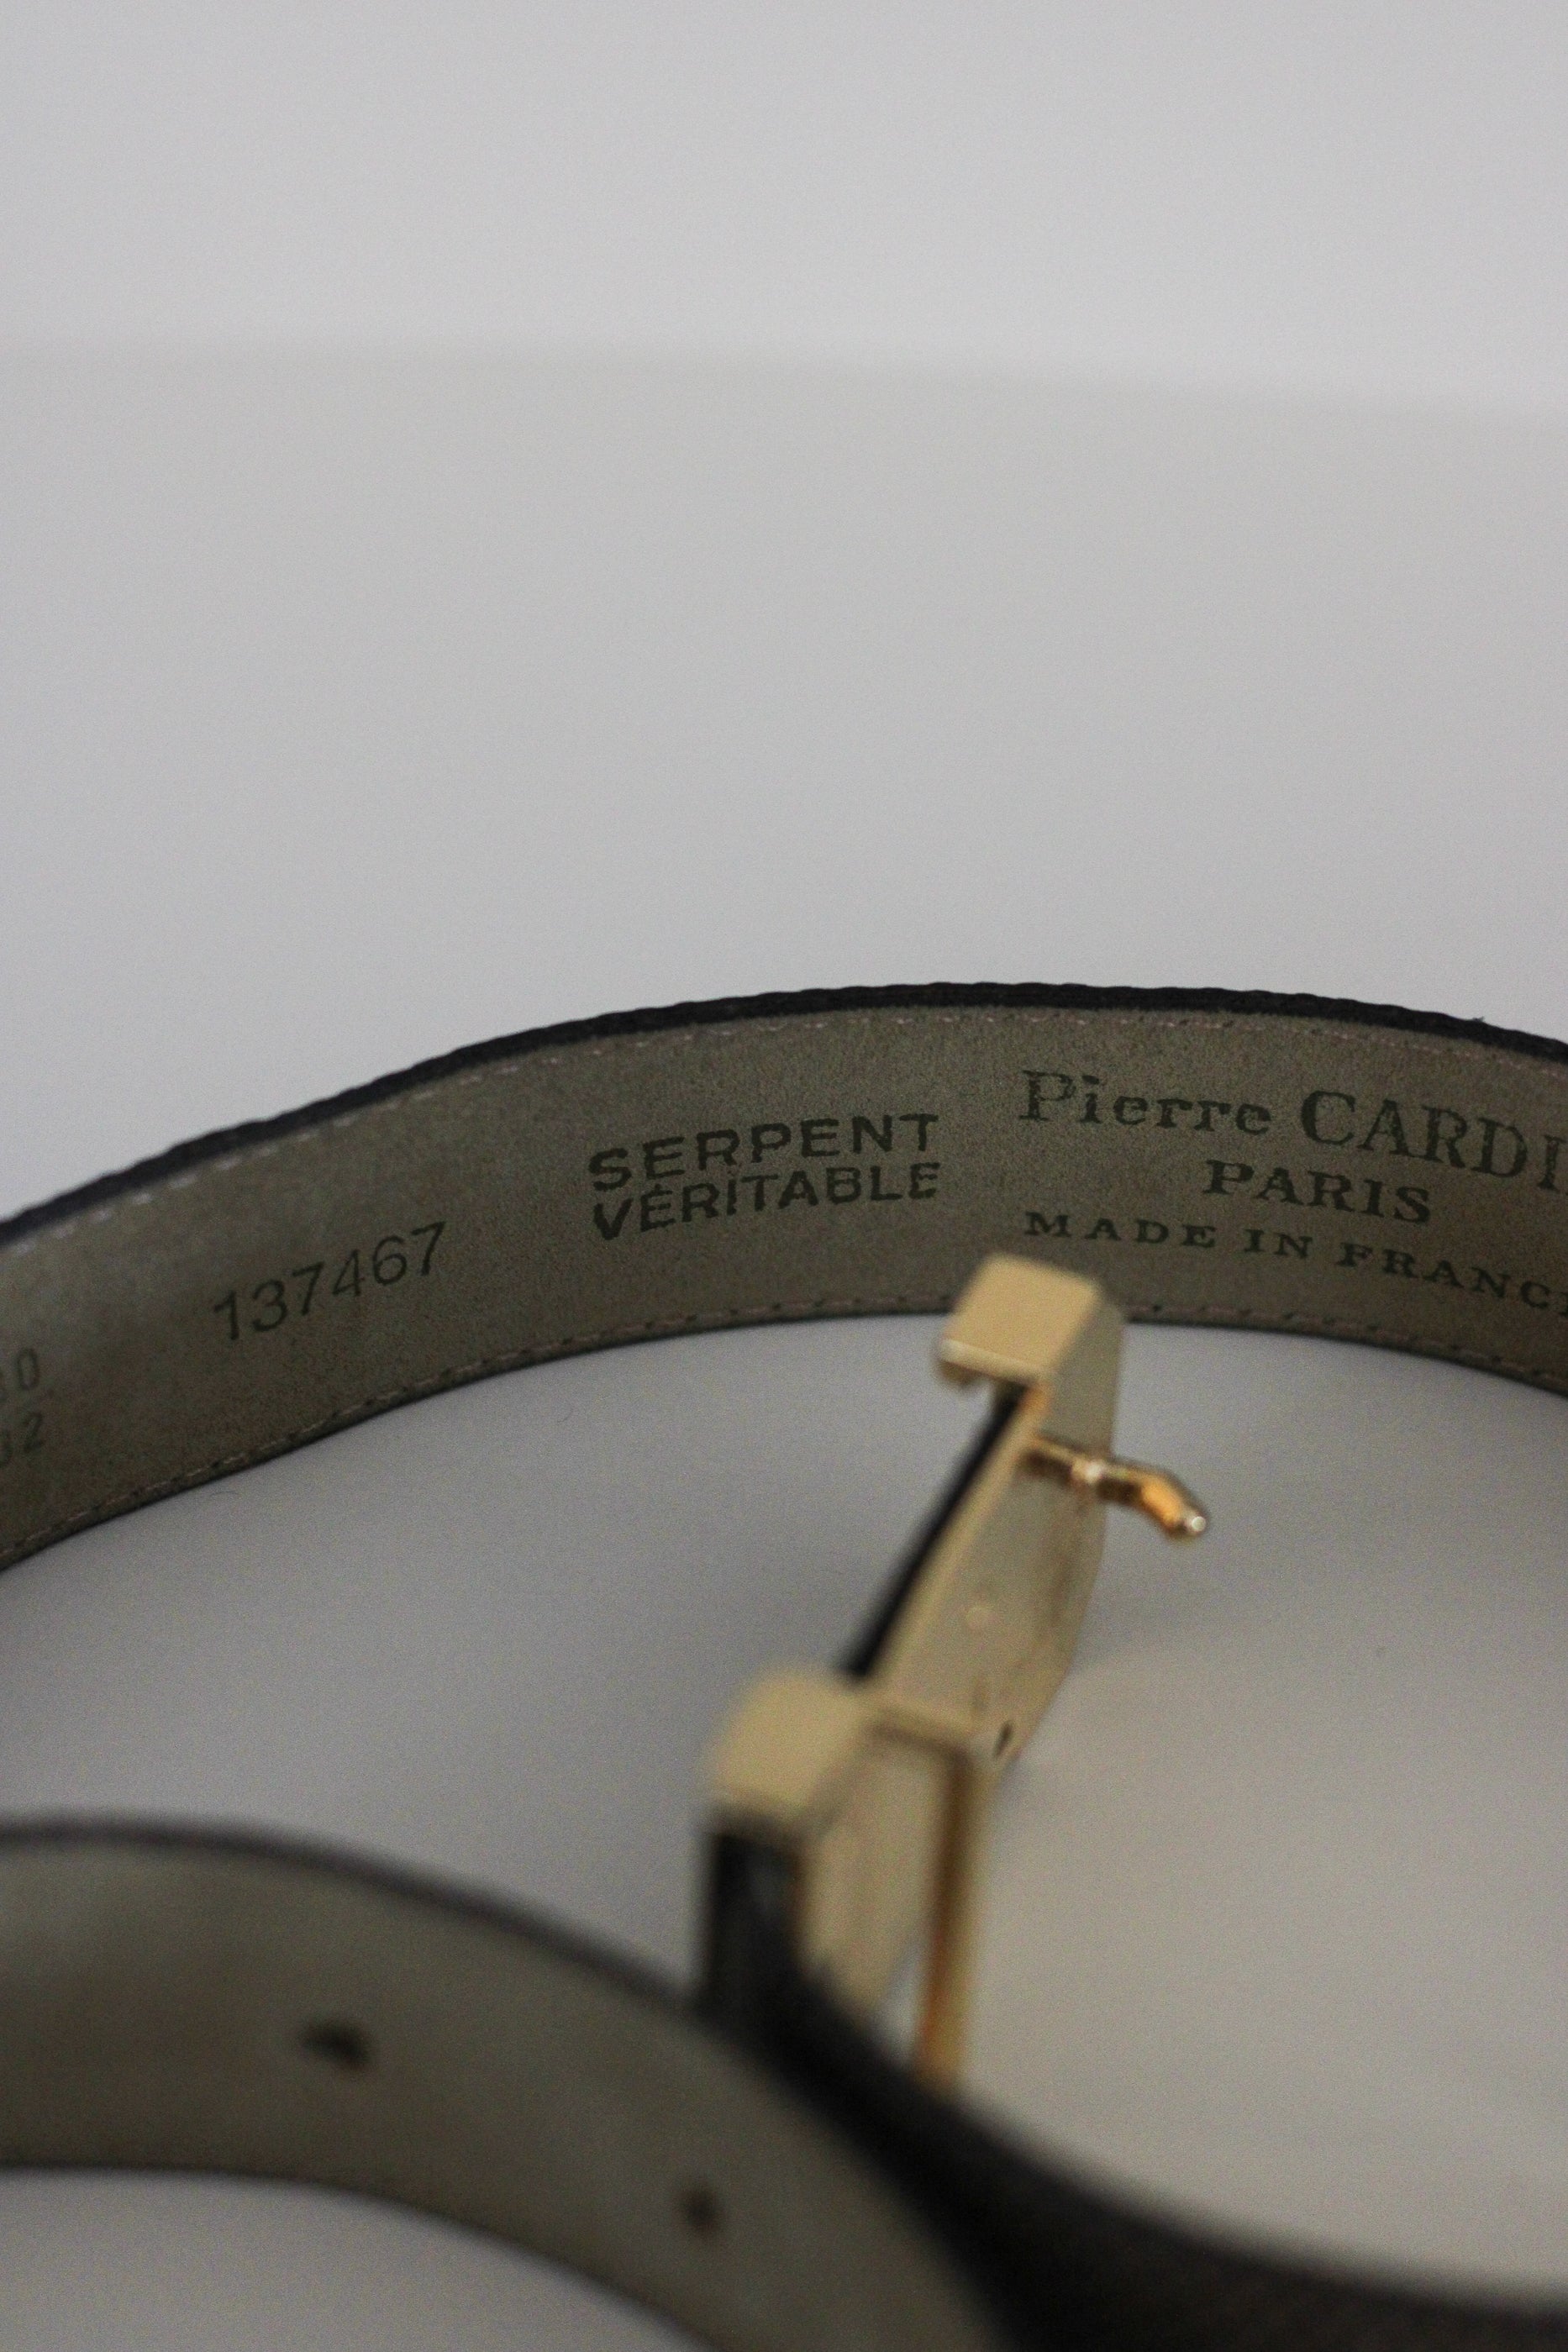 137467
SERPENT
VÉRITABLE
Pierre CARDI
PARIS
MADE IN FRANC